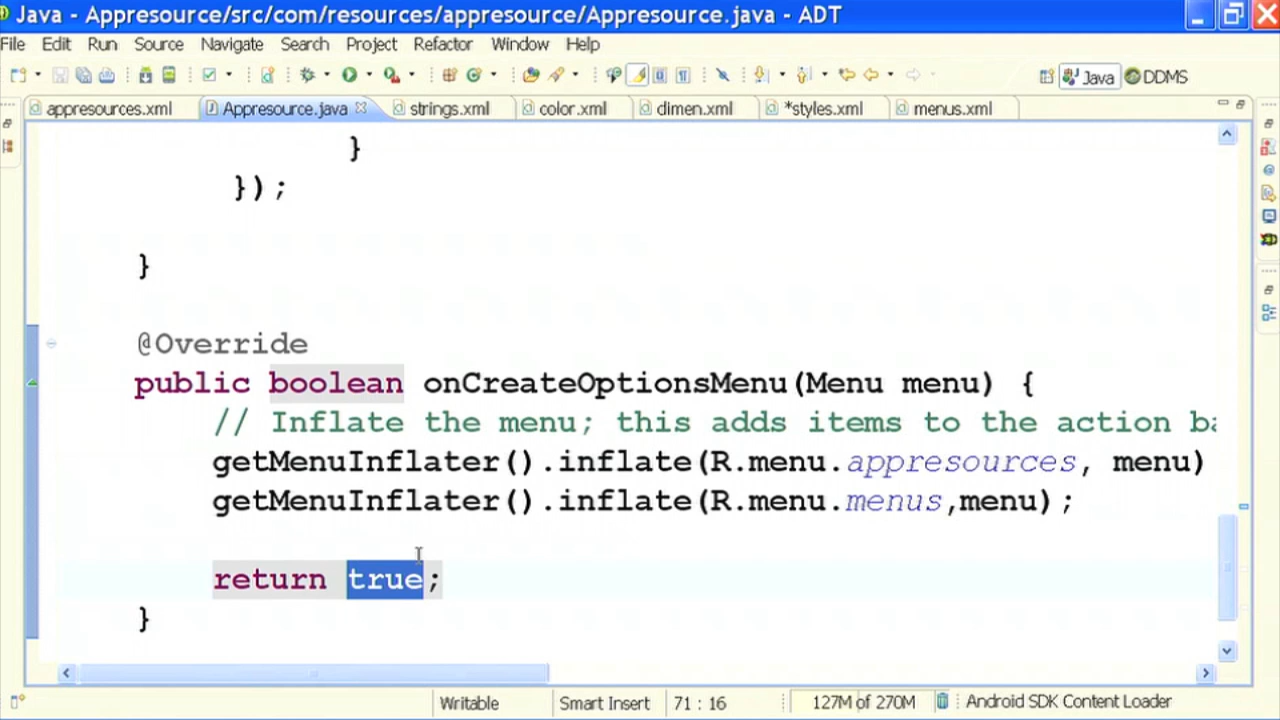 Java - Appresource/src/com/resources/appresource/Appresource.java - ADT
File Edit Run Source Navigate Search Project Refactor Window Help
Java DDMS
appresources.xml Appresource.java strings.xml color.xml dimen.xml *styles.xml menus.xml
}
});
}
@Override
public boolean onCreateOptionsMenu(Menu menu) {
// Inflate the menu; this adds items to the action ba
getMenuInflater().inflate(R.menu.appresources, menu)
getMenuInflater().inflate(R.menu.menus,menu);
return true;
}
Writable Smart Insert 71 : 16 127M of 270M Android SDK Content Loader